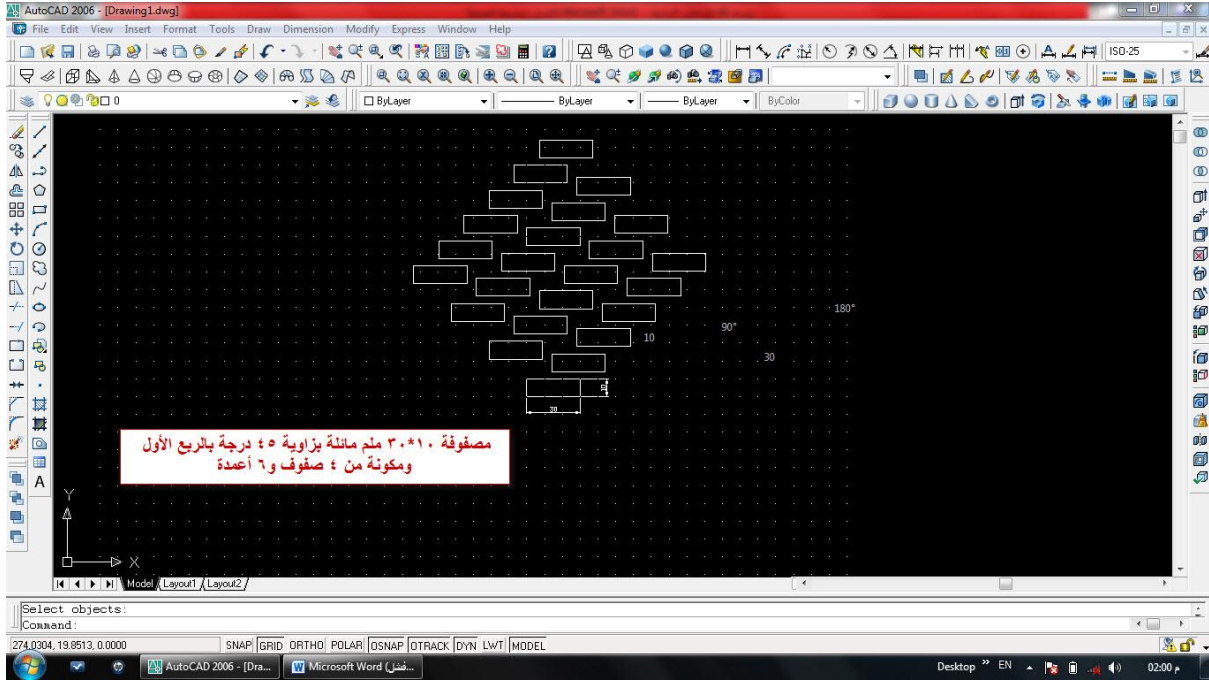 AutoCAD 2006 - [Drawing1.dwg]
File Edit View Insert Format Tools Draw Dimension Modify Express Window Help
ISO-25
0 ByLayer ByLayer ByLayer ByColor
180°
90°
10
30
10
30
مصفوفة ١٠*٣٠ ملم مائلة بزاوية ٤٥ درجة بالربع الأول
ومكونة من ٤ صفوف و٦ أعمدة
A
Y
X
Model Layout1 Layout2
Select objects:
Command:
274.0304, 19.8513, 0.0000 SNAP GRID ORTHO POLAR OSNAP OTRACK DYN LWT MODEL
AutoCAD 2006 - [Dra... Microsoft Word (فشل... Desktop » EN 02:00 م